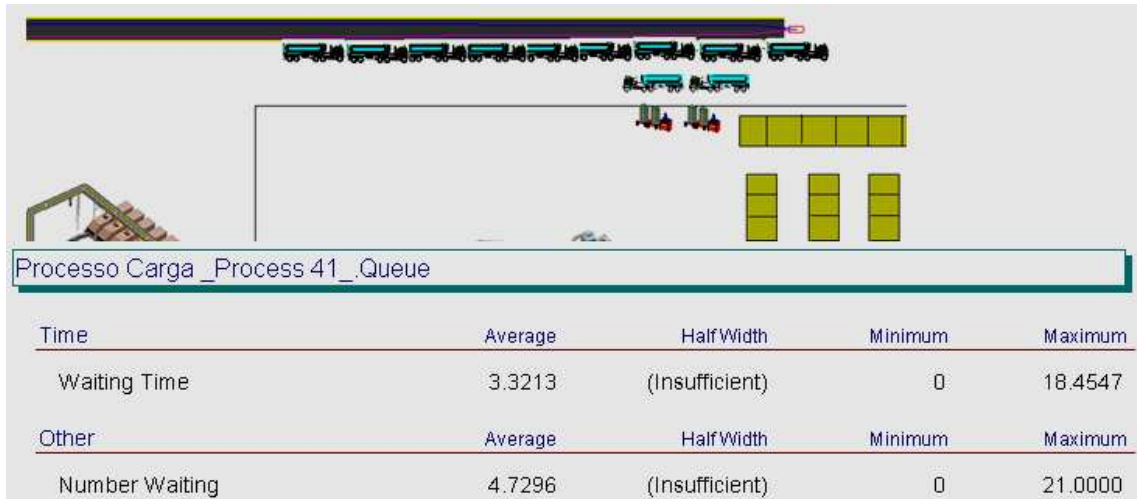 Processo Carga _Process 41_.Queue
Time Average Half Width Minimum Maximum
Waiting Time 3.3213 (Insufficient) 0 18.4547
Other Average Half Width Minimum Maximum
Number Waiting 4.7296 (Insufficient) 0 21.0000